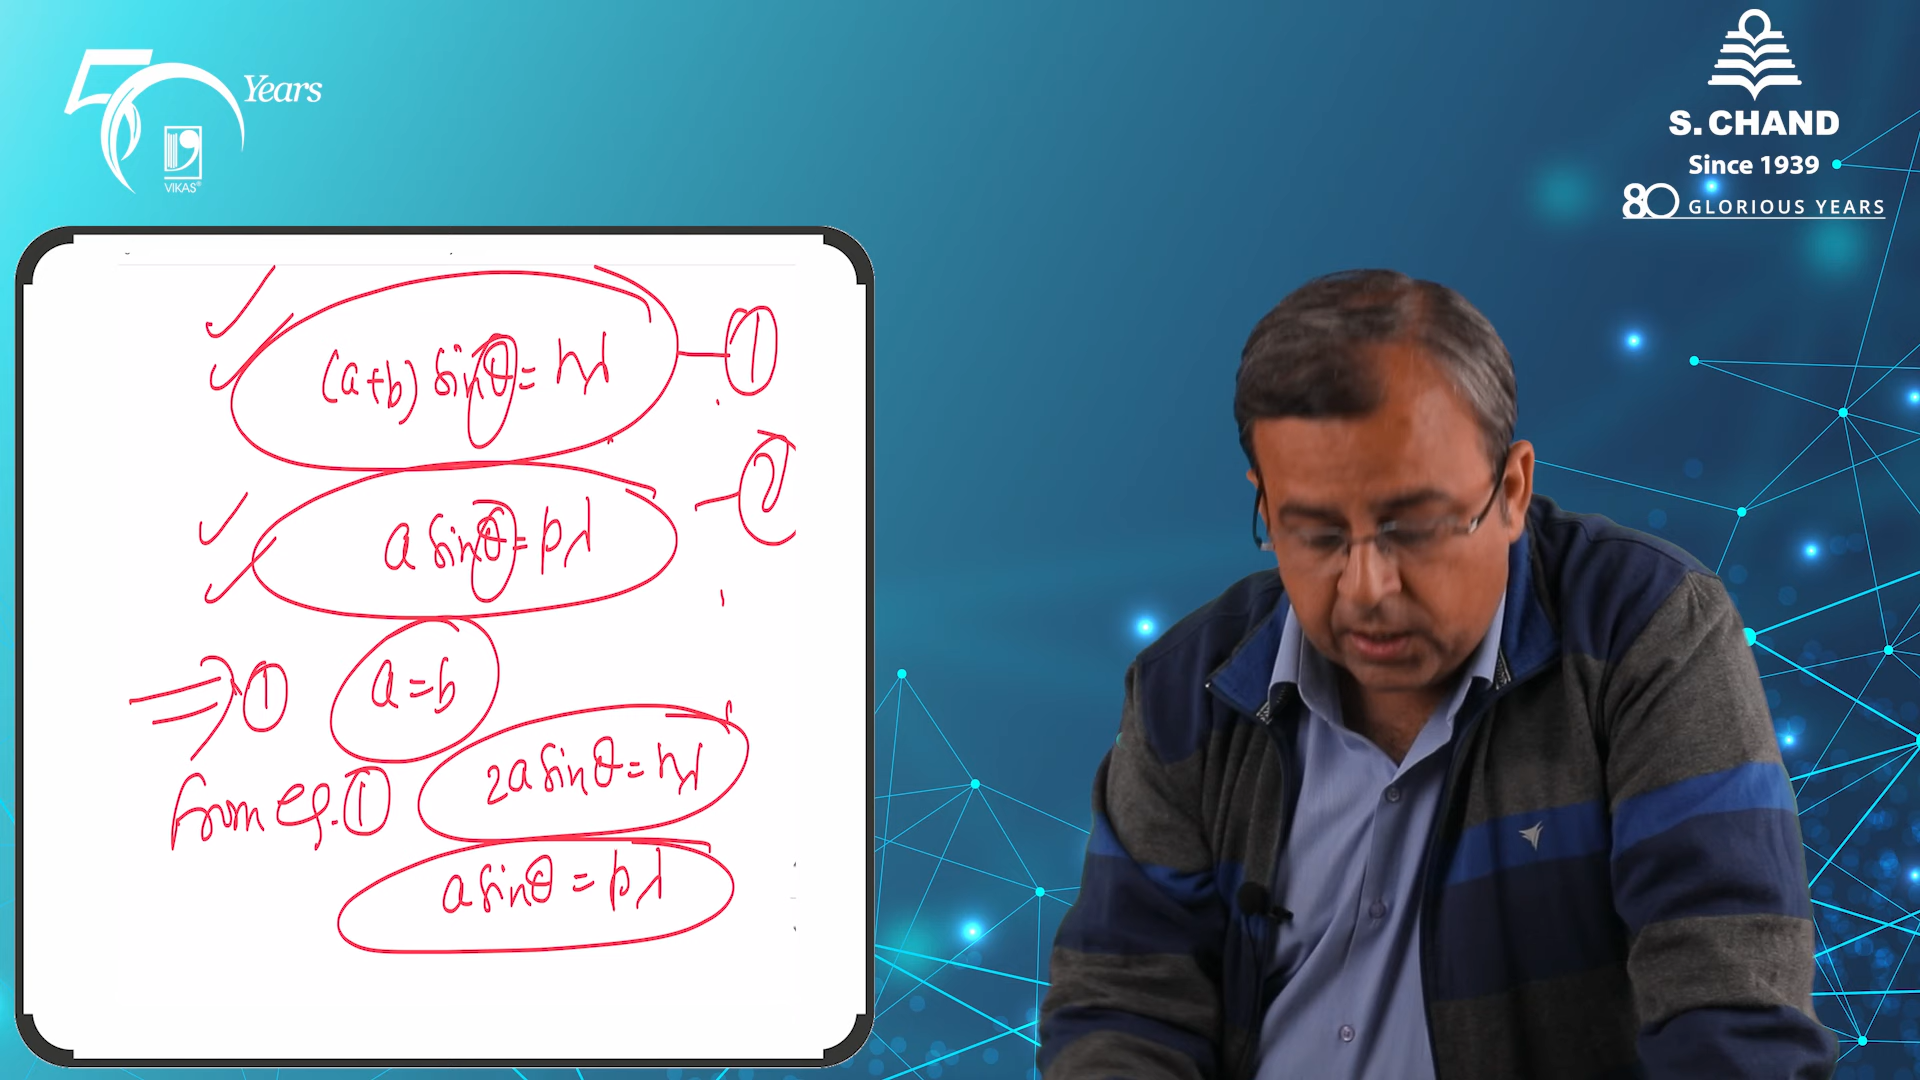 50 Years
VIKAS®
S. CHAND
Since 1939
80 GLORIOUS YEARS
(a+b) sinθ = nλ — ①
a sinθ = pλ — ②
⇒ ① a = b
from eq. ① 2a sinθ = nλ
a sinθ = pλ